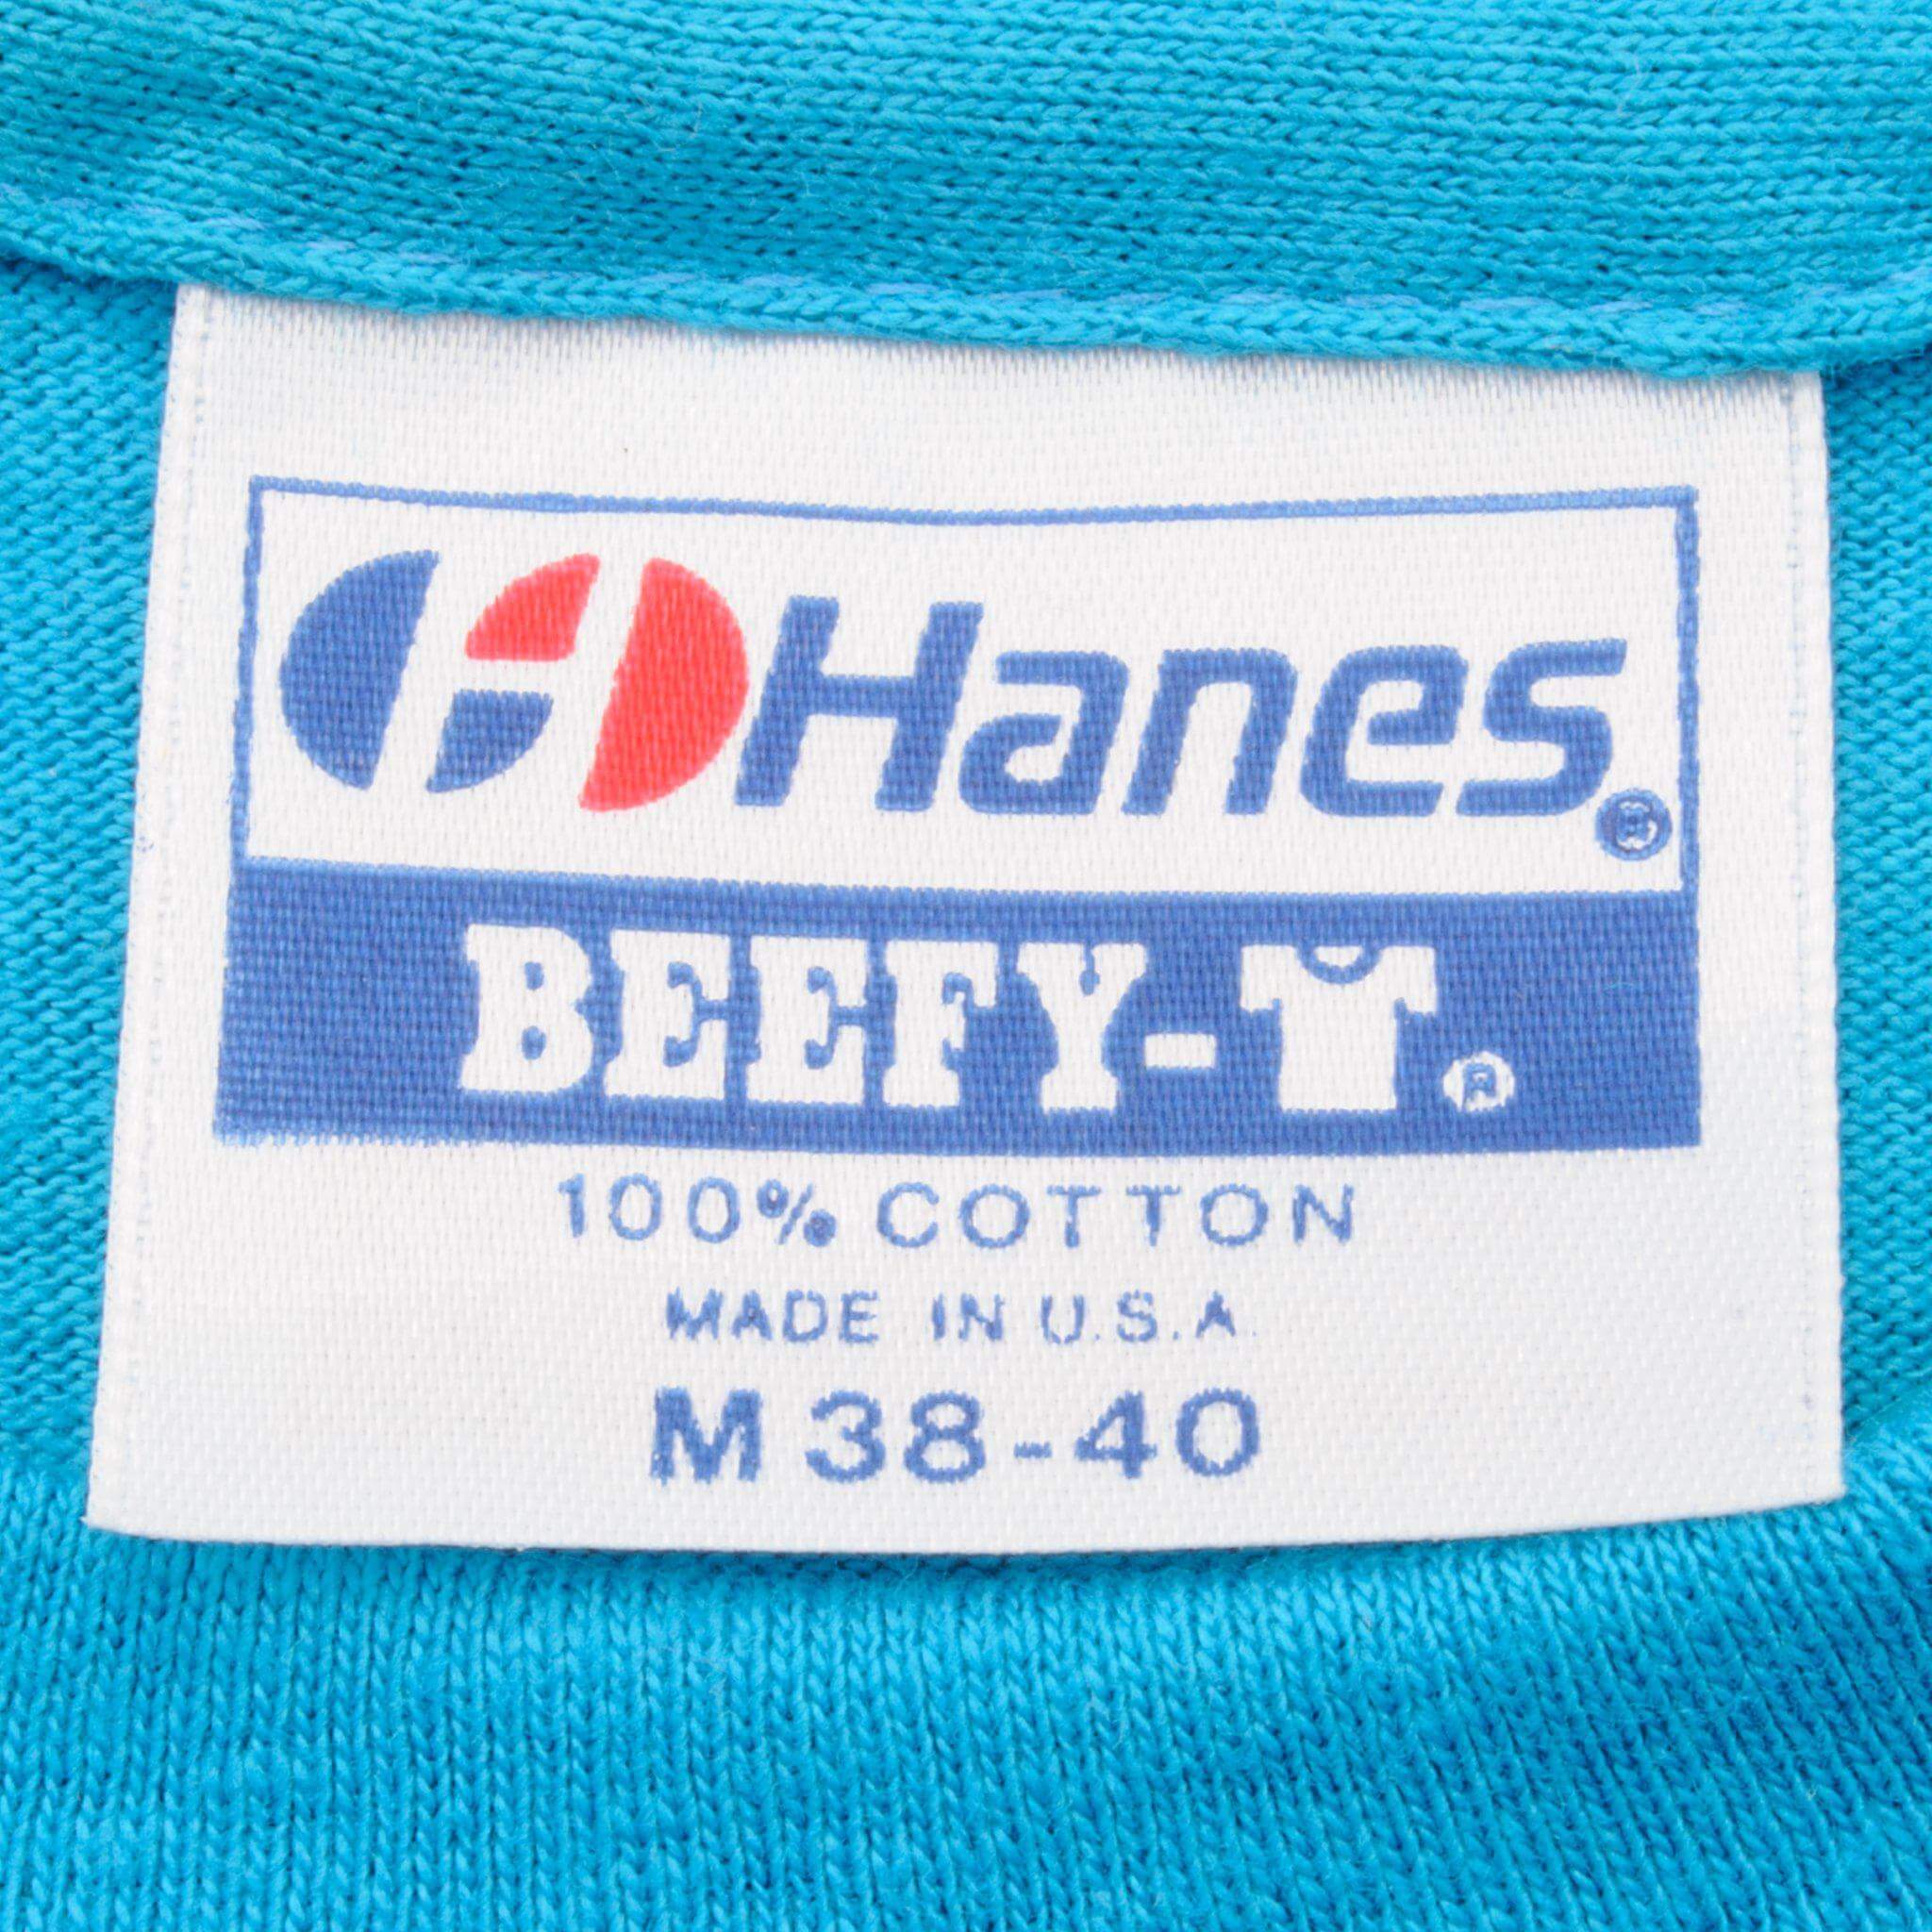 Hanes®
BEEFY-T®
100% COTTON
MADE IN U.S.A.
M 38-40